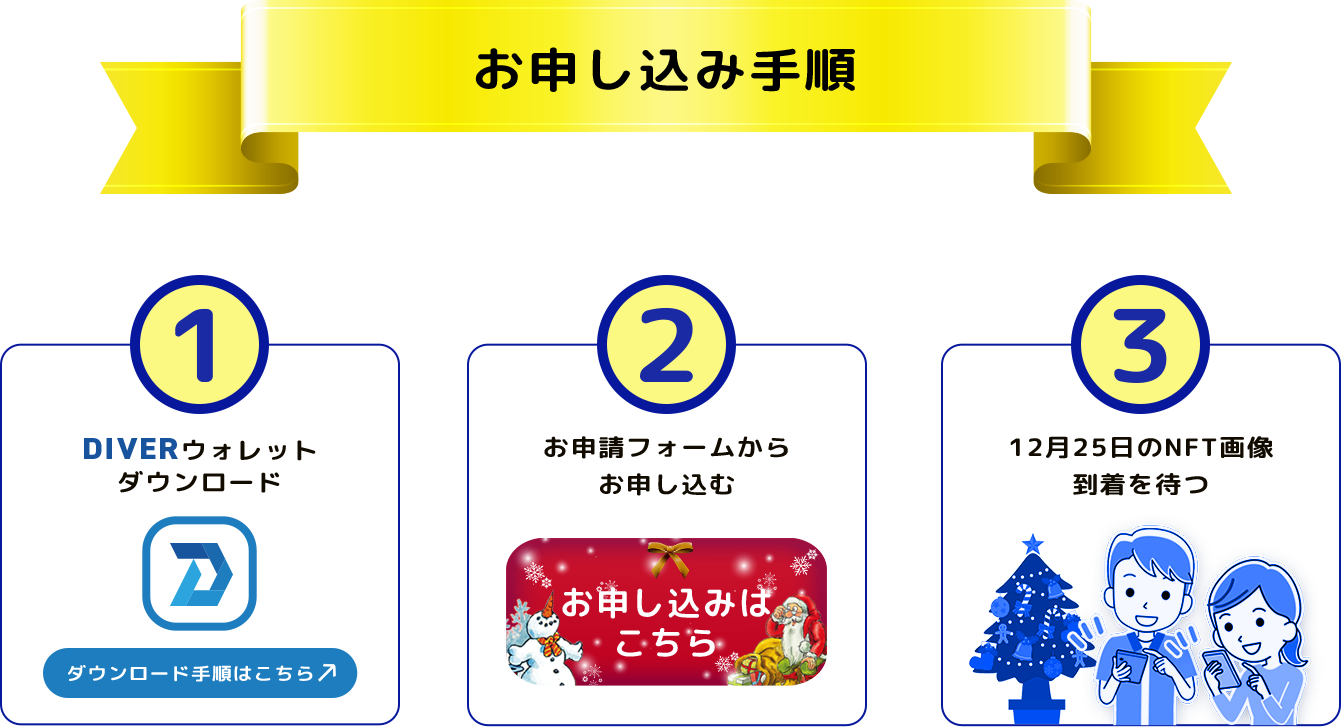 お申し込み手順
1
DIVERウォレット
ダウンロード
ダウンロード手順はこちら
2
お申請フォームから
お申し込む
お申し込みは
こちら
3
12月25日のNFT画像
到着を待つ